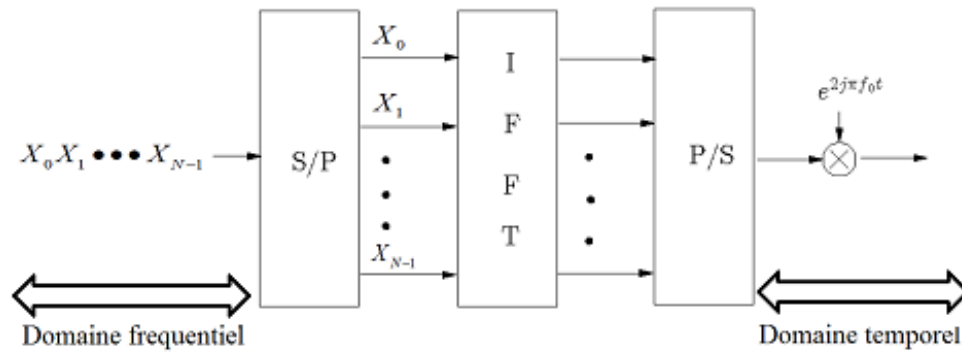 X₀X₁ ••• X_{N-1}
S/P
X₀
X₁
X_{N-1}
I
F
F
T
P/S
e^{2jπf₀t}
Domaine frequentiel
Domaine temporel